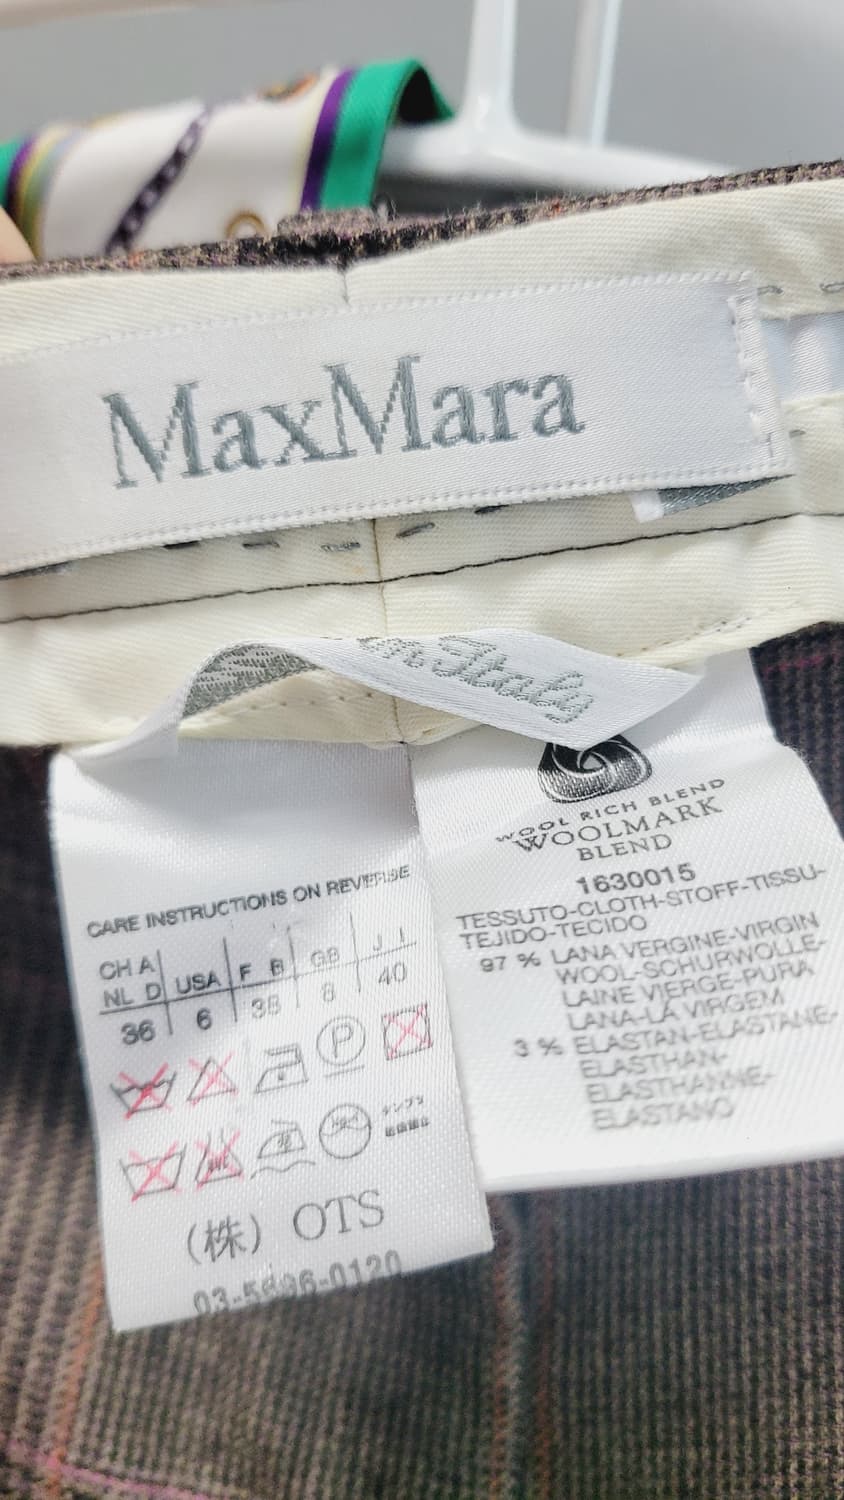 MaxMara
Italy
CARE INSTRUCTIONS ON REVERSE
CH A USA F B GB J I
NL D
36 6 38 8 40
P
(株) OTS
WOOL RICH BLEND
WOOLMARK
BLEND
1630015
TESSUTO-CLOTH-STOFF-TISSU-
TEJIDO-TECIDO
97 % LANA VERGINE-VIRGIN
WOOL-SCHURWOLLE-
LAINE VIERGE-PURA
LANA-LÀ VIRGEM
3 % ELASTAN-ELASTANE-
ELASTHAN-
ELASTHANNE-
ELASTANO